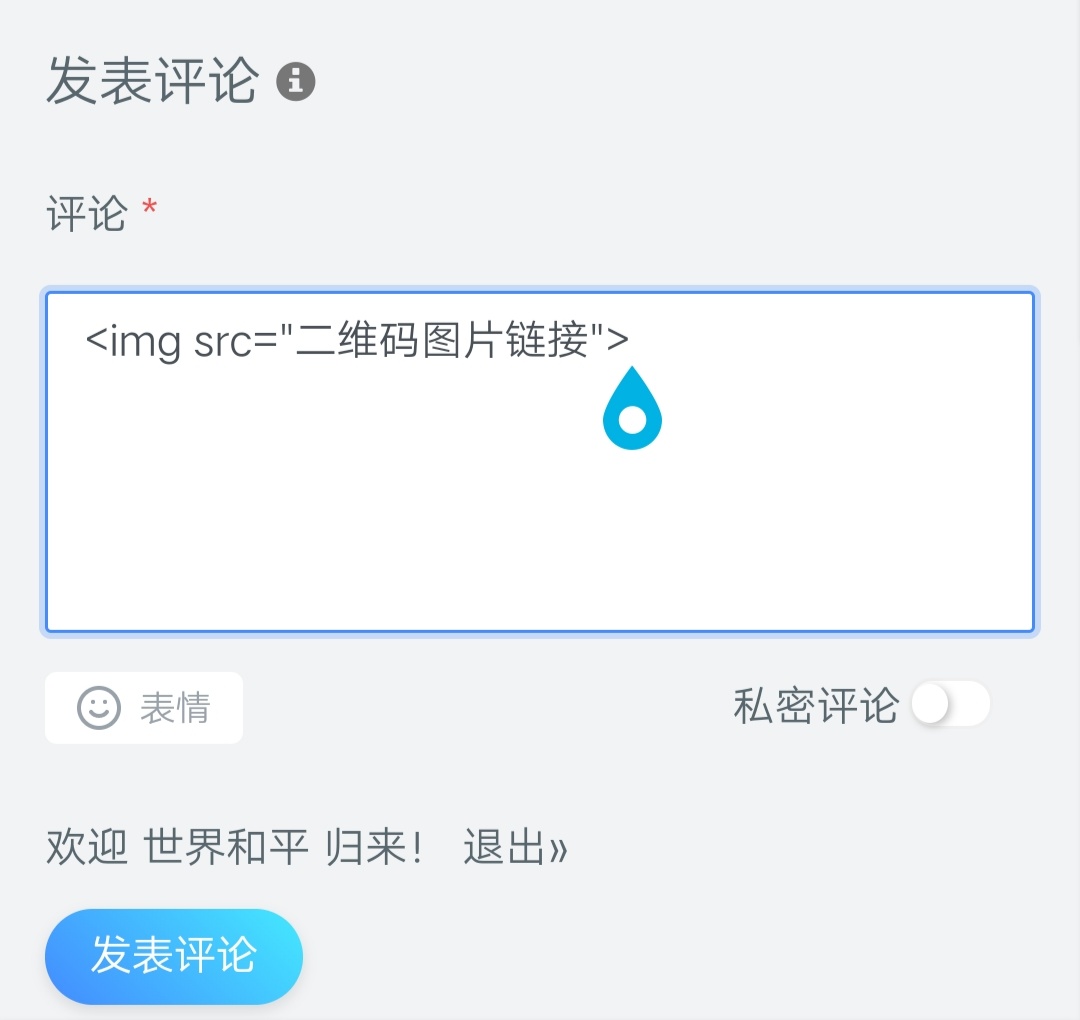 发表评论
评论 *
<img src="二维码图片链接">
表情
私密评论
欢迎 世界和平 归来！ 退出»
发表评论